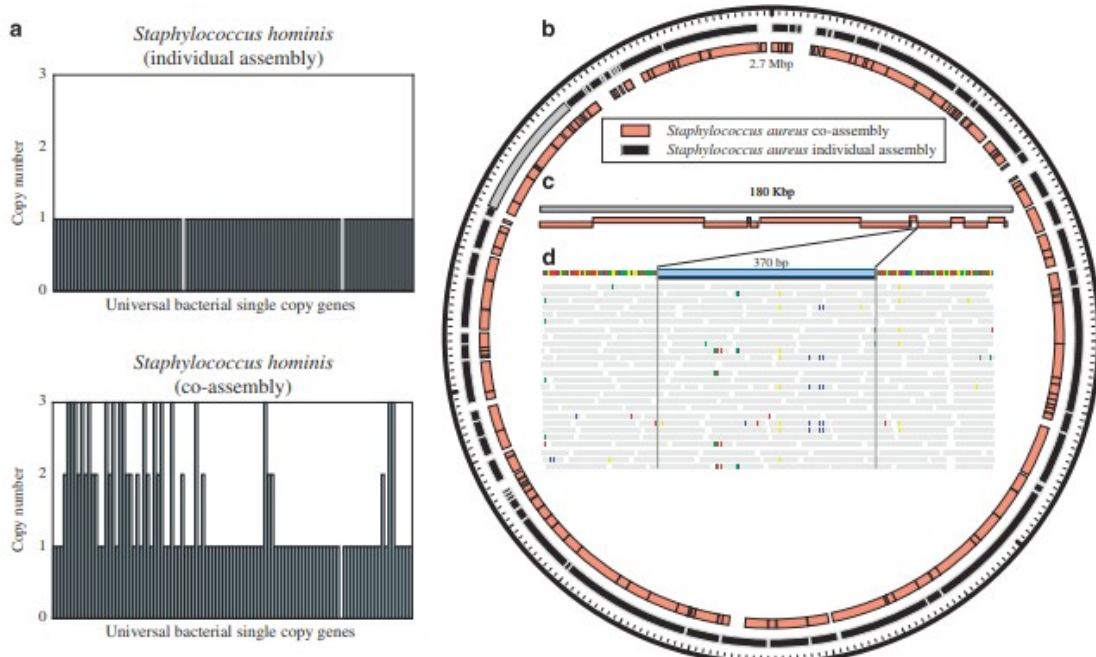 a
Staphylococcus hominis
(individual assembly)
3
2
1
0
Copy number
Universal bacterial single copy genes
Staphylococcus hominis
(co-assembly)
3
2
1
0
Copy number
Universal bacterial single copy genes
b
2.7 Mbp
Staphylococcus aureus co-assembly
Staphylococcus aureus individual assembly
c
180 Kbp
d
370 bp